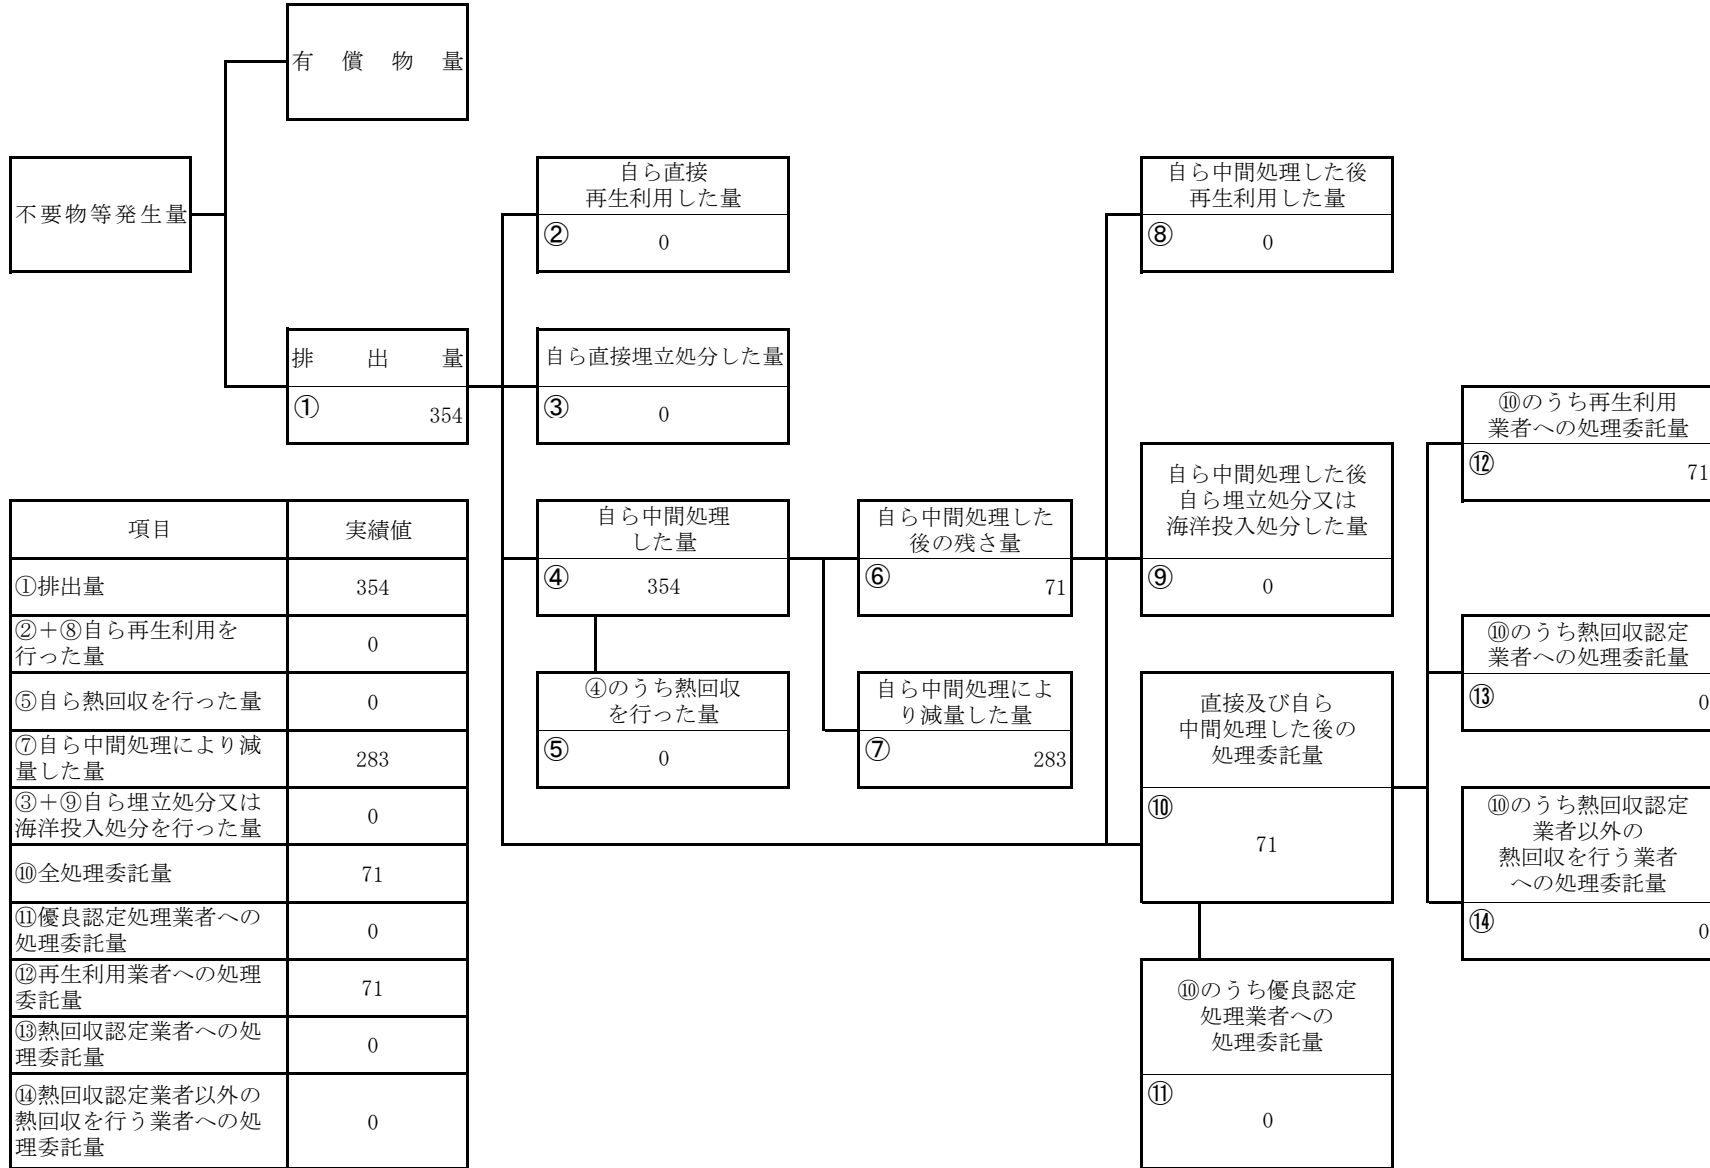 有償物量
不要物等発生量
排出量
① 354
自ら直接
再生利用した量
② 0
自ら直接埋立処分した量
③ 0
自ら中間処理
した量
④ 354
④のうち熱回収
を行った量
⑤ 0
自ら中間処理した
後の残さ量
⑥ 71
自ら中間処理によ
り減量した量
⑦ 283
自ら中間処理した後
再生利用した量
⑧ 0
自ら中間処理した後
自ら埋立処分又は
海洋投入処分した量
⑨ 0
直接及び自ら
中間処理した後の
処理委託量
⑩
71
⑩のうち優良認定
処理業者への
処理委託量
⑪
0
⑩のうち再生利用
業者への処理委託量
⑫ 71
⑩のうち熱回収認定
業者への処理委託量
⑬ 0
⑩のうち熱回収認定
業者以外の
熱回収を行う業者
への処理委託量
⑭ 0
項目 実績値
①排出量 354
②+⑧自ら再生利用を
行った量 0
⑤自ら熱回収を行った量 0
⑦自ら中間処理により減
量した量 283
③+⑨自ら埋立処分又は
海洋投入処分を行った量 0
⑩全処理委託量 71
⑪優良認定処理業者への
処理委託量 0
⑫再生利用業者への処理
委託量 71
⑬熱回収認定業者への処
理委託量 0
⑭熱回収認定業者以外の
熱回収を行う業者への処
理委託量 0